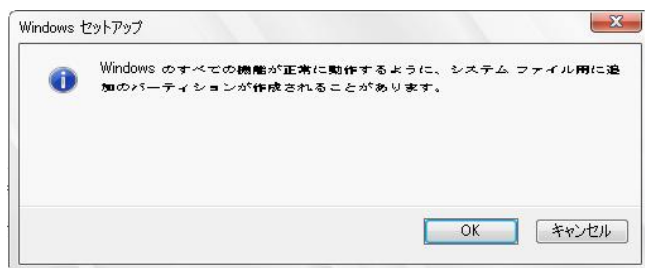 Windows セットアップ
Windows のすべての機能が正常に動作するように、システム ファイル用に追
加のパーティションが作成されることがあります。
OK
キャンセル